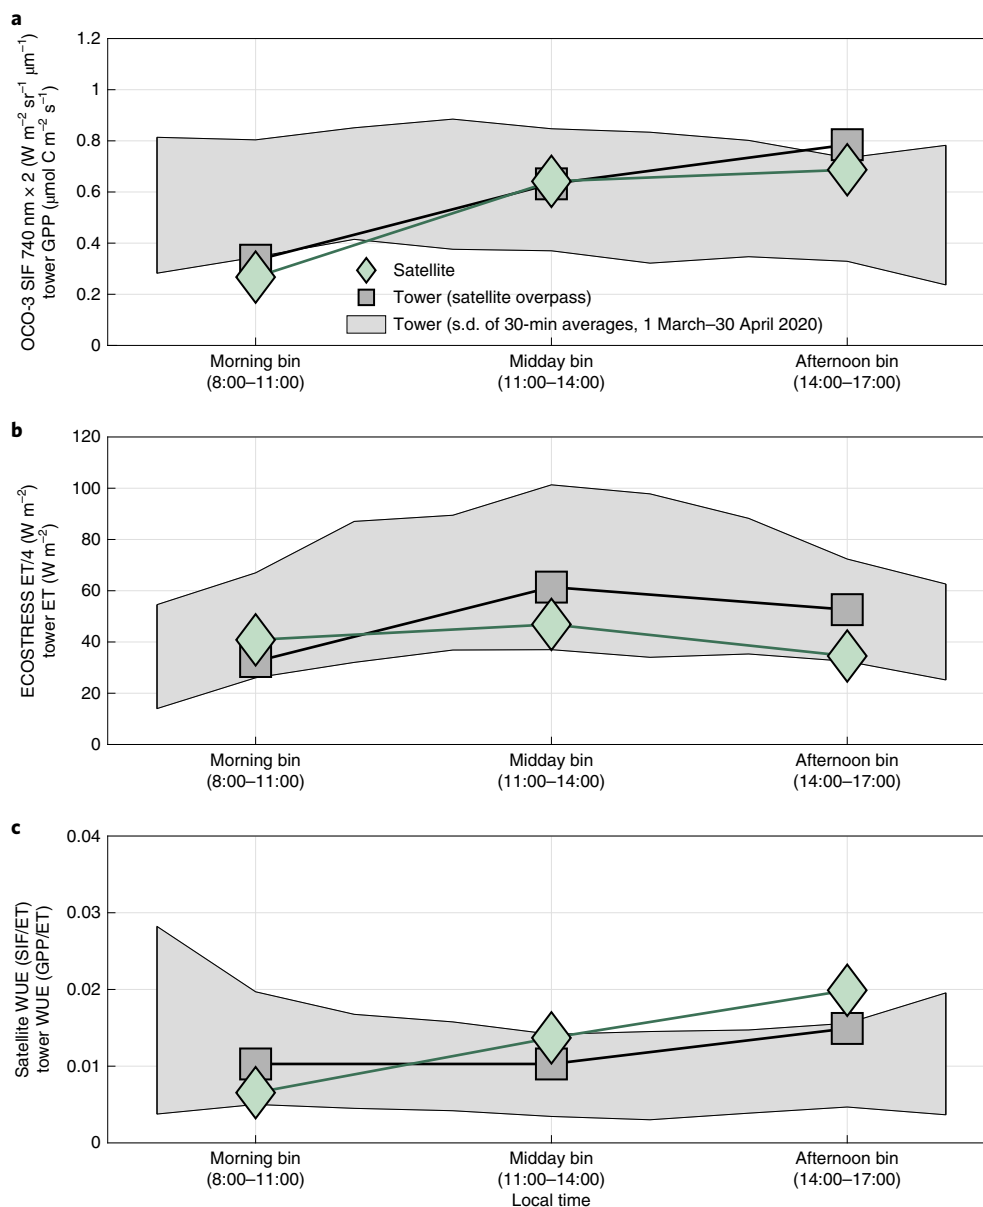 a
OCO-3 SIF 740 nm × 2 (W m⁻² sr⁻¹ μm⁻¹)
tower GPP (μmol C m⁻² s⁻¹)
1.2
1
0.8
0.6
0.4
0.2
0
Satellite
Tower (satellite overpass)
Tower (s.d. of 30-min averages, 1 March–30 April 2020)
Morning bin
(8:00–11:00)
Midday bin
(11:00–14:00)
Afternoon bin
(14:00–17:00)
b
ECOSTRESS ET/4 (W m⁻²)
tower ET (W m⁻²)
120
100
80
60
40
20
0
Morning bin
(8:00–11:00)
Midday bin
(11:00–14:00)
Afternoon bin
(14:00–17:00)
c
Satellite WUE (SIF/ET)
tower WUE (GPP/ET)
0.04
0.03
0.02
0.01
0
Morning bin
(8:00–11:00)
Midday bin
(11:00–14:00)
Afternoon bin
(14:00–17:00)
Local time